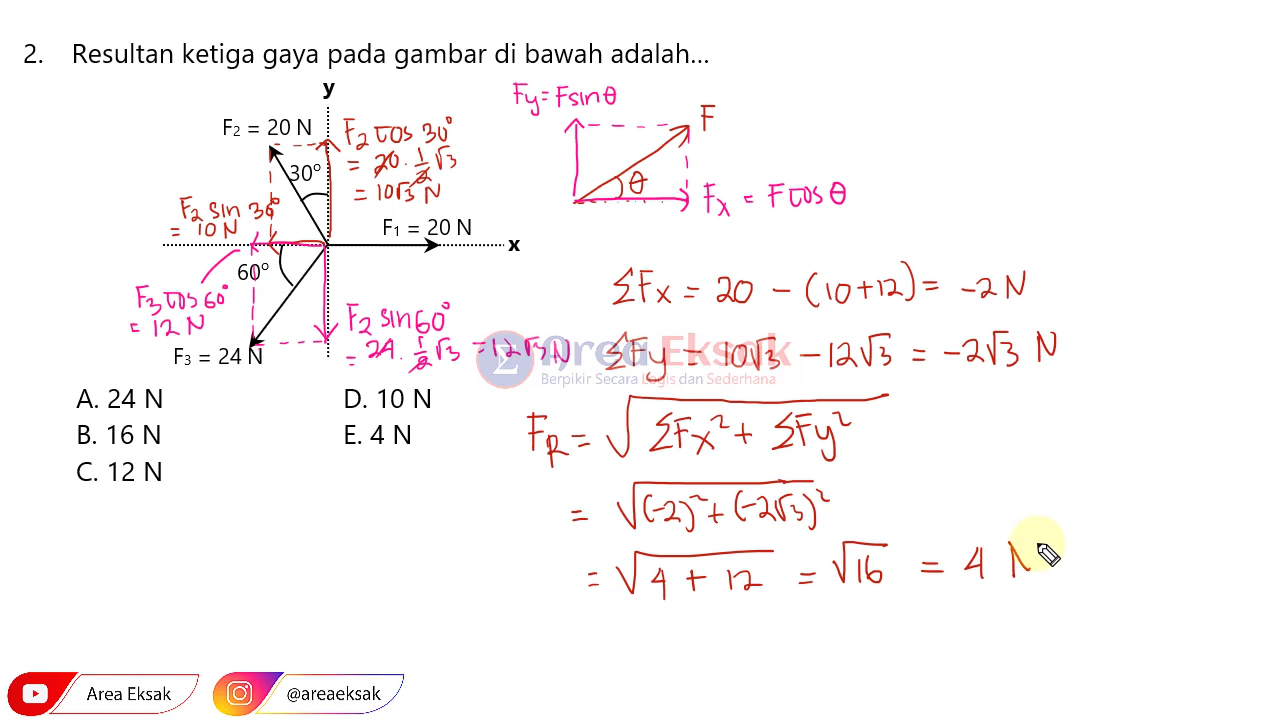 2. Resultan ketiga gaya pada gambar di bawah adalah...
y
F₂ = 20 N
30°
F₁ = 20 N
x
60°
F₃ = 24 N
F₂ cos 30°
= 20 · 1/2 √3
= 10√3 N
F₂ sin 30°
= 10 N
F₃ cos 60°
= 12 N
F₂ sin 60°
= 24 · 1/2 √3 = 12√3 N
A. 24 N
B. 16 N
C. 12 N
D. 10 N
E. 4 N
Fy = F sin θ
F
θ
Fx = F cos θ
ΣFx = 20 - (10+12) = -2 N
ΣFy = 10√3 - 12√3 = -2√3 N
F_R = √(ΣFx² + ΣFy²)
= √((-2)² + (-2√3)²)
= √(4 + 12) = √16 = 4 N
Σ Area Eksak
Berpikir Secara Logis dan Sederhana
Area Eksak
@areaeksak